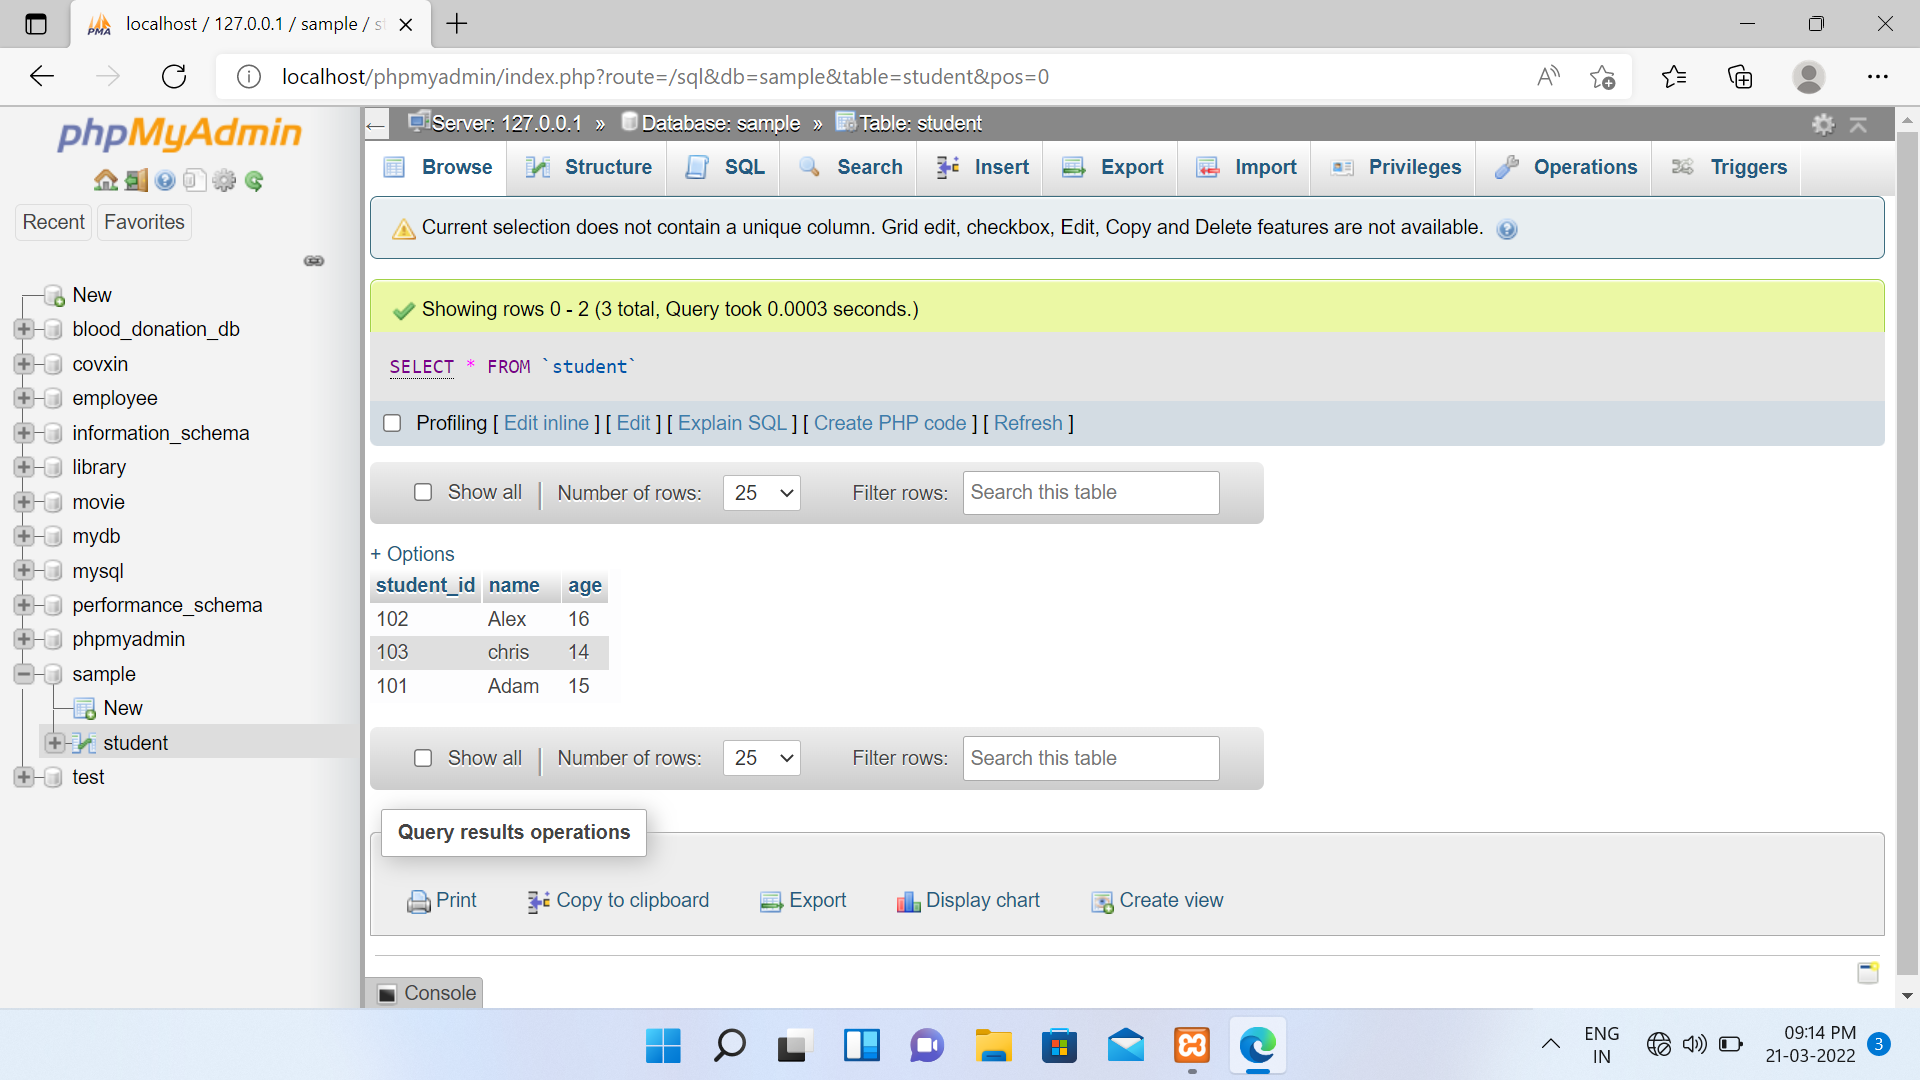 localhost / 127.0.0.1 / sample / s
localhost/phpmyadmin/index.php?route=/sql&db=sample&table=student&pos=0
phpMyAdmin
Recent
Favorites
New
blood_donation_db
covxin
employee
information_schema
library
movie
mydb
mysql
performance_schema
phpmyadmin
sample
New
student
test
Server: 127.0.0.1 » Database: sample » Table: student
Browse Structure SQL Search Insert Export Import Privileges Operations Triggers
Current selection does not contain a unique column. Grid edit, checkbox, Edit, Copy and Delete features are not available.
Showing rows 0 - 2 (3 total, Query took 0.0003 seconds.)
SELECT * FROM `student`
Profiling [ Edit inline ] [ Edit ] [ Explain SQL ] [ Create PHP code ] [ Refresh ]
Show all | Number of rows: 25 Filter rows: Search this table
+ Options
student_id name age
102 Alex 16
103 chris 14
101 Adam 15
Show all | Number of rows: 25 Filter rows: Search this table
Query results operations
Print Copy to clipboard Export Display chart Create view
Console
ENG
IN
09:14 PM
21-03-2022
3